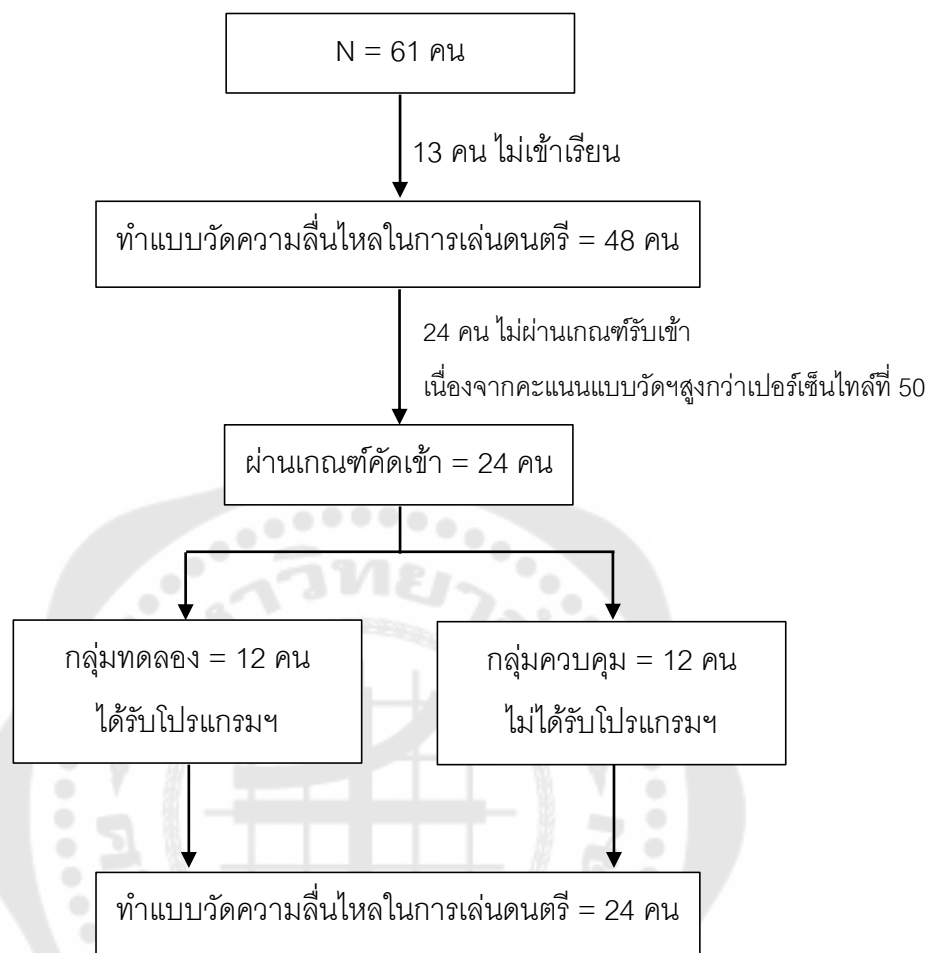 N = 61 คน
13 คน ไม่เข้าเรียน
ทำแบบวัดความลื่นไหลในการเล่นดนตรี = 48 คน
24 คน ไม่ผ่านเกณฑ์รับเข้า
เนื่องจากคะแนนแบบวัดฯสูงกว่าเปอร์เซ็นไทล์ที่ 50
ผ่านเกณฑ์คัดเข้า = 24 คน
กลุ่มทดลอง = 12 คน
ได้รับโปรแกรมฯ
กลุ่มควบคุม = 12 คน
ไม่ได้รับโปรแกรมฯ
ทำแบบวัดความลื่นไหลในการเล่นดนตรี = 24 คน